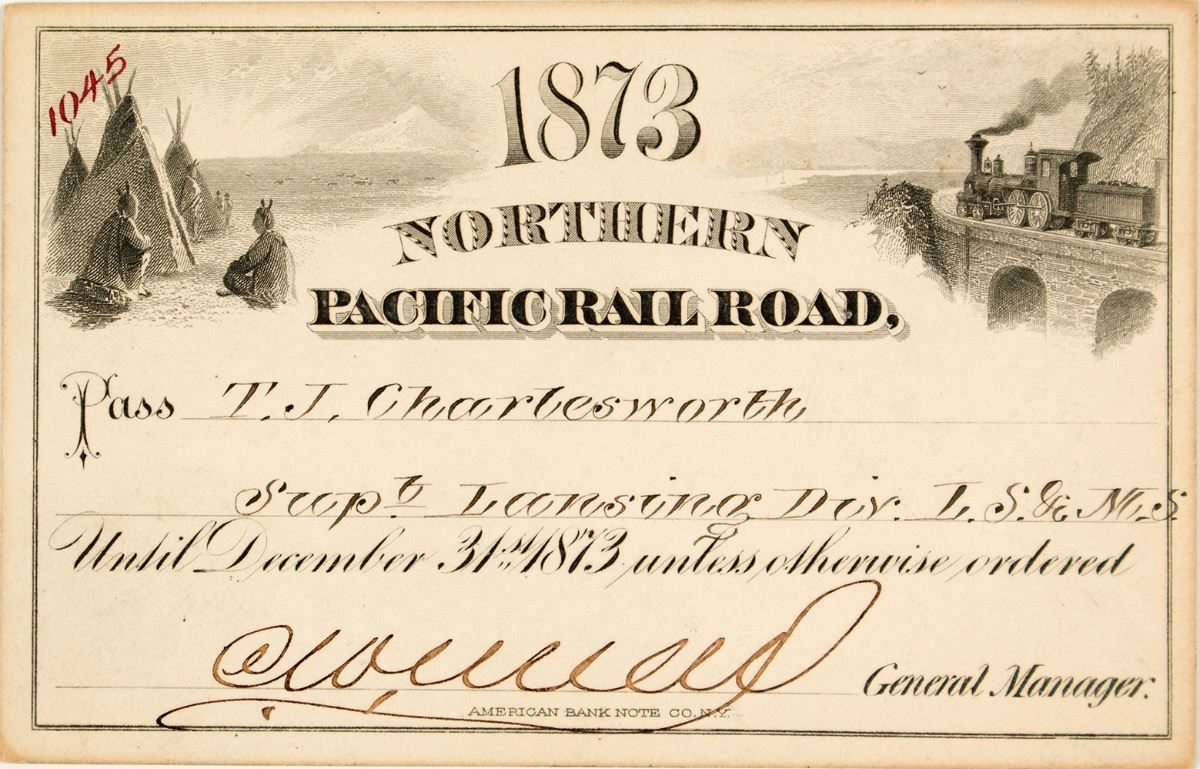 1045
1873
NORTHERN
PACIFIC RAIL ROAD,
Pass T. J. Charlesworth
Supt. Lansing Div. L. S. & M. S.
Until December 31st 1873, unless otherwise ordered
General Manager.
AMERICAN BANK NOTE CO. N.Y.